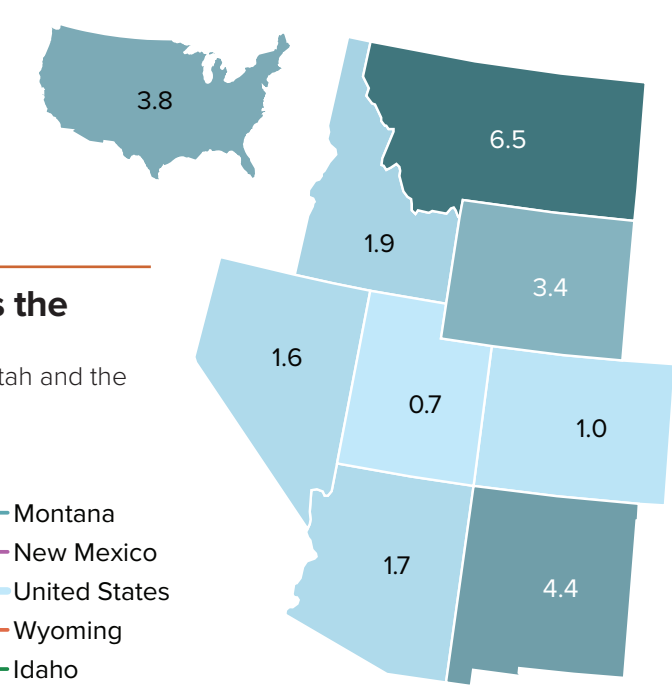 3.8
6.5
1.9
3.4
s the
tah and the
1.6
0.7
1.0
Montana
New Mexico
United States
Wyoming
Idaho
1.7
4.4